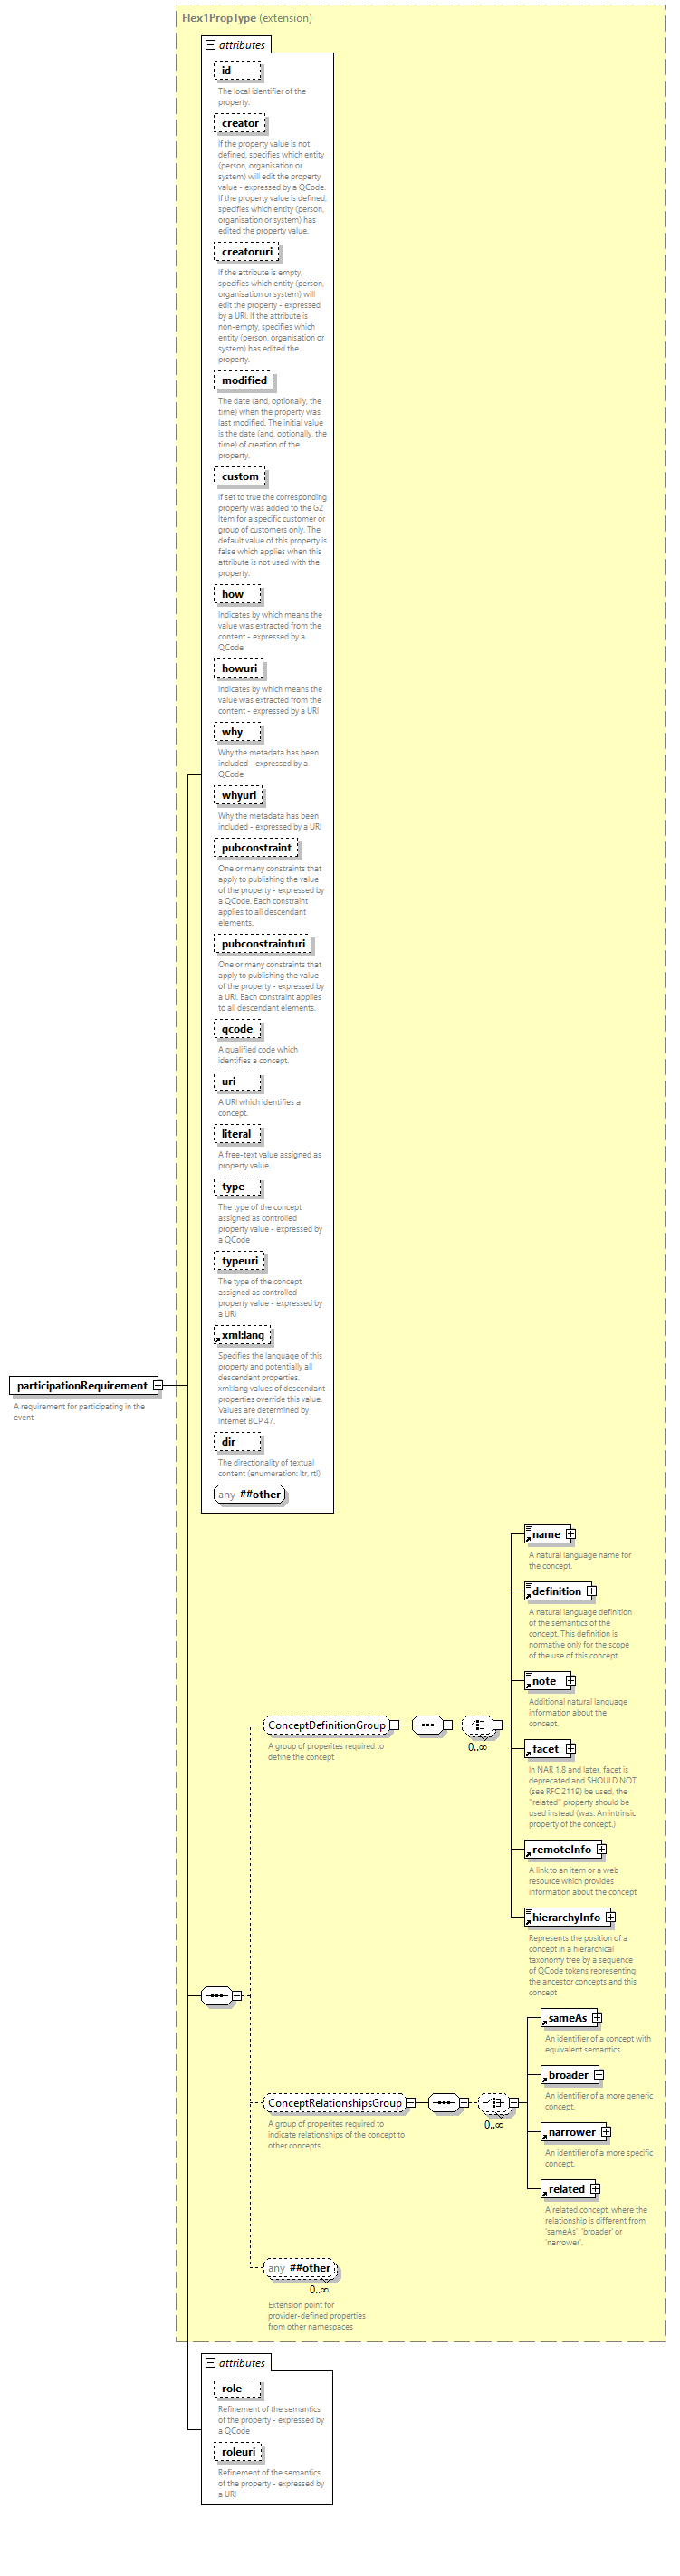 Flex1PropType (extension)
attributes
id
The local identifier of the
property.
creator
If the property value is not
defined, specifies which entity
(person, organisation or
system) will edit the property
value - expressed by a QCode.
If the property value is defined,
specifies which entity (person,
organisation or system) has
edited the property value.
creatoruri
If the attribute is empty,
specifies which entity (person,
organisation or system) will
edit the property - expressed
by a URI. If the attribute is
non-empty, specifies which
entity (person, organisation or
system) has edited the
property.
modified
The date (and, optionally, the
time) when the property was
last modified. The initial value
is the date (and, optionally, the
time) of creation of the
property.
custom
If set to true the corresponding
property was added to the G2
Item for a specific customer or
group of customers only. The
default value of this property is
false which applies when this
attribute is not used with the
property.
how
Indicates by which means the
value was extracted from the
content - expressed by a
QCode
howuri
Indicates by which means the
value was extracted from the
content - expressed by a URI
why
Why the metadata has been
included - expressed by a
QCode
whyuri
Why the metadata has been
included - expressed by a URI
pubconstraint
One or many constraints that
apply to publishing the value
of the property - expressed by
a QCode. Each constraint
applies to all descendant
elements.
pubconstrainturi
One or many constraints that
apply to publishing the value
of the property - expressed by
a URI. Each constraint applies
to all descendant elements.
qcode
A qualified code which
identifies a concept.
uri
A URI which identifies a
concept.
literal
A free-text value assigned as
property value.
type
The type of the concept
assigned as controlled
property value - expressed by
a QCode
typeuri
The type of the concept
assigned as controlled
property value - expressed by
a URI
xml:lang
Specifies the language of this
property and potentially all
descendant properties.
xml:lang values of descendant
properties override this value.
Values are determined by
Internet BCP 47.
dir
The directionality of textual
content (enumeration: ltr, rtl)
any ##other
participationRequirement
A requirement for participating in the
event
name
A natural language name for
the concept.
definition
A natural language definition
of the semantics of the
concept. This definition is
normative only for the scope
of the use of this concept.
note
Additional natural language
information about the
concept.
ConceptDefinitionGroup
0..∞
A group of properites required to
define the concept
facet
In NAR 1.8 and later, facet is
deprecated and SHOULD NOT
(see RFC 2119) be used, the
"related" property should be
used instead (was: An intrinsic
property of the concept.)
remoteInfo
A link to an item or a web
resource which provides
information about the concept
hierarchyInfo
Represents the position of a
concept in a hierarchical
taxonomy tree by a sequence
of QCode tokens representing
the ancestor concepts and this
concept
sameAs
An identifier of a concept with
equivalent semantics
broader
An identifier of a more generic
concept.
ConceptRelationshipsGroup
0..∞
A group of properites required to
indicate relationships of the concept to
other concepts
narrower
An identifier of a more specific
concept.
related
A related concept, where the
relationship is different from
'sameAs', 'broader' or
'narrower'.
any ##other
0..∞
Extension point for
provider-defined properties
from other namespaces
attributes
role
Refinement of the semantics
of the property - expressed by
a QCode
roleuri
Refinement of the semantics
of the property - expressed by
a URI